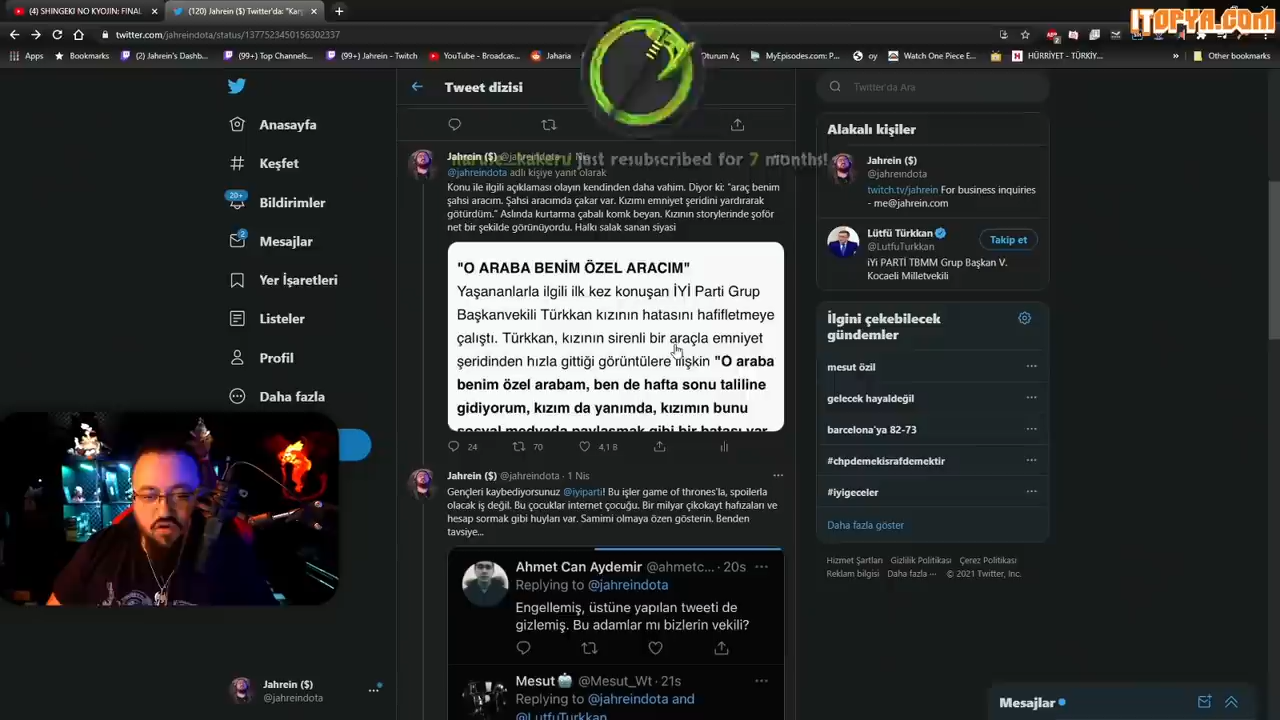 (4) SHINGEKI NO KYOJIN: FINAL
(120) Jahrein ($) Twitter'da: "Kar
ITOPYA.COM
twitter.com/jahreindota/status/1377523450156302337
Apps
Bookmarks
(2) Jahrein's Dashb...
(99+) Top Channels...
(99+) Jahrein - Twitch
YouTube - Broadcas...
Jaharia
Oturum Aç
MyEpisodes.com: P...
oy
Watch One Piece E...
HÜRRİYET - TÜRKİY...
Other bookmarks
Anasayfa
Keşfet
20+
Bildirimler
2
Mesajlar
Yer İşaretleri
Listeler
Profil
Daha fazla
Jahrein ($)
@jahreindota
Tweet dizisi
just resubscribed for 7 months!
Jahrein ($) @jahreindota · 1 Nis
@jahreindota adlı kişiye yanıt olarak
Konu ile ilgili açıklaması olayın kendinden daha vahim. Diyor ki: "araç benim
şahsi aracım. Şahsi aracımda çakar var. Kızımı emniyet şeridini yardırarak
götürdüm." Aslında kurtarma çabalı komk beyan. Kızının storylerinde şoför
net bir şekilde görünüyordu. Halkı salak sanan siyasi
"O ARABA BENİM ÖZEL ARACIM"
Yaşananlarla ilgili ilk kez konuşan İYİ Parti Grup
Başkanvekili Türkkan kızının hatasını hafifletmeye
çalıştı. Türkkan, kızının sirenli bir araçla emniyet
şeridinden hızla gittiği görüntülere ilişkin "O araba
benim özel arabam, ben de hafta sonu taliline
gidiyorum, kızım da yanımda, kızımın bunu
sosyal medyada paylaşmak gibi bir hatası var
24
70
4,1 B
Jahrein ($) @jahreindota · 1 Nis
Gençleri kaybediyorsunuz @iyiparti! Bu işler game of thrones'la, spoilerla
olacak iş değil. Bu çocuklar internet çocuğu. Bir milyar çikokayt hafızaları ve
hesap sormak gibi huyları var. Samimi olmaya özen gösterin. Benden
tavsiye...
Ahmet Can Aydemir @ahmetc... · 20s
Replying to @jahreindota
Engellemiş, üstüne yapılan tweeti de
gizlemiş. Bu adamlar mı bizlerin vekili?
Mesut @Mesut_Wt · 21s
Replying to @jahreindota and
@LutfuTurkkan
Twitter'da Ara
Alakalı kişiler
Jahrein ($)
@jahreindota
twitch.tv/jahrein For business inquiries
- me@jahrein.com
Lütfü Türkkan
@LutfuTurkkan
Takip et
iYi PARTİ TBMM Grup Başkan V.
Kocaeli Milletvekili
İlgini çekebilecek
gündemler
mesut özil
gelecek hayaldeğil
barcelona'ya 82-73
#chpdemekisrafdemektir
#iyigeceler
Daha fazla göster
Hizmet Şartları Gizlilik Politikası Çerez Politikası
Reklam bilgisi Daha fazla ··· © 2021 Twitter, Inc.
Mesajlar